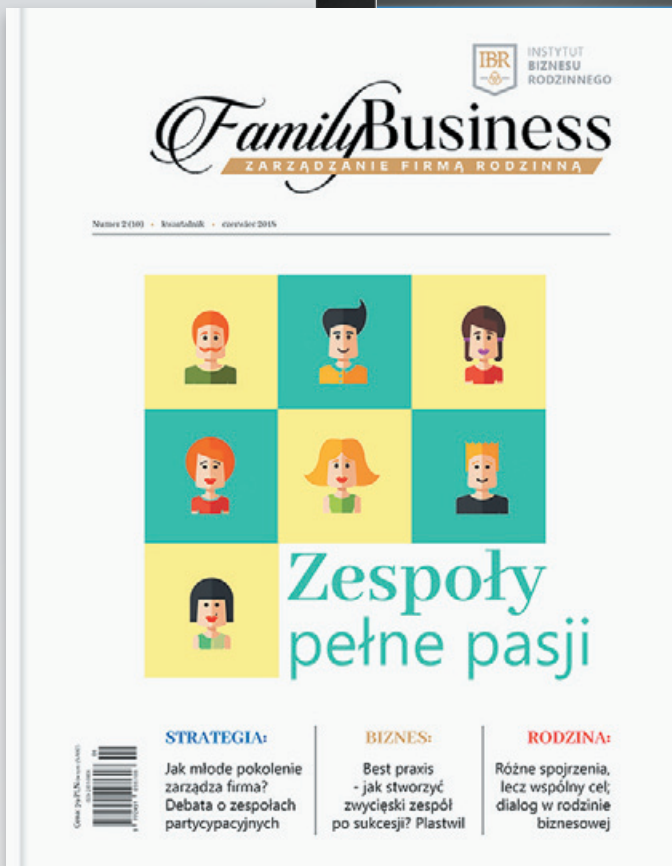 IBR
INSTYTUT
BIZNESU
RODZINNEGO
FamilyBusiness
ZARZĄDZANIE FIRMĄ RODZINNĄ
Numer 2 (10) • kwartalnik • czerwiec 2018
Zespoły
pełne pasji
STRATEGIA:
Jak młode pokolenie
zarządza firma?
Debata o zespołach
partycypacyjnych
BIZNES:
Best praxis
- jak stworzyć
zwycięski zespół
po sukcesji? Plastwil
RODZINA:
Różne spojrzenia,
lecz wspólny cel;
dialog w rodzinie
biznesowej